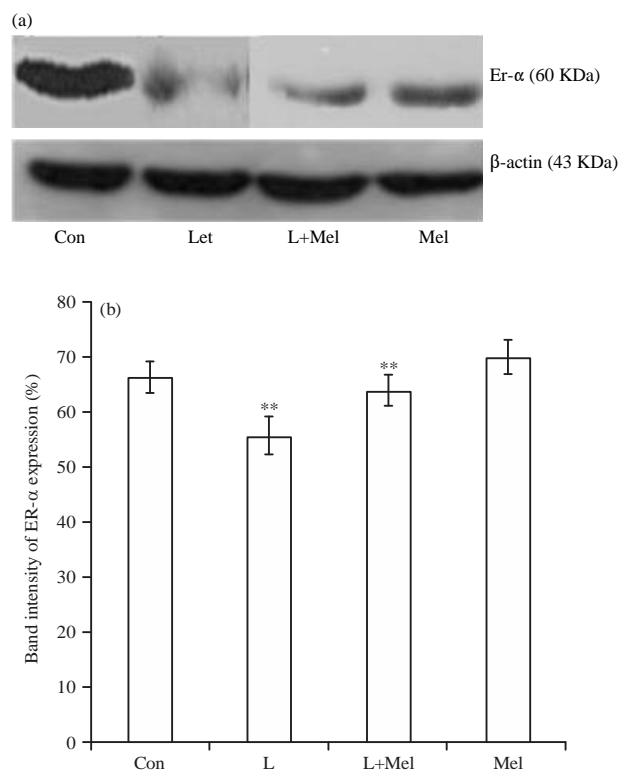 (a)
Er-α (60 KDa)
β-actin (43 KDa)
Con Let L+Mel Mel
(b)
80
70
60
50
40
30
20
10
0
Band intensity of ER-α expression (%)
**
**
Con L L+Mel Mel